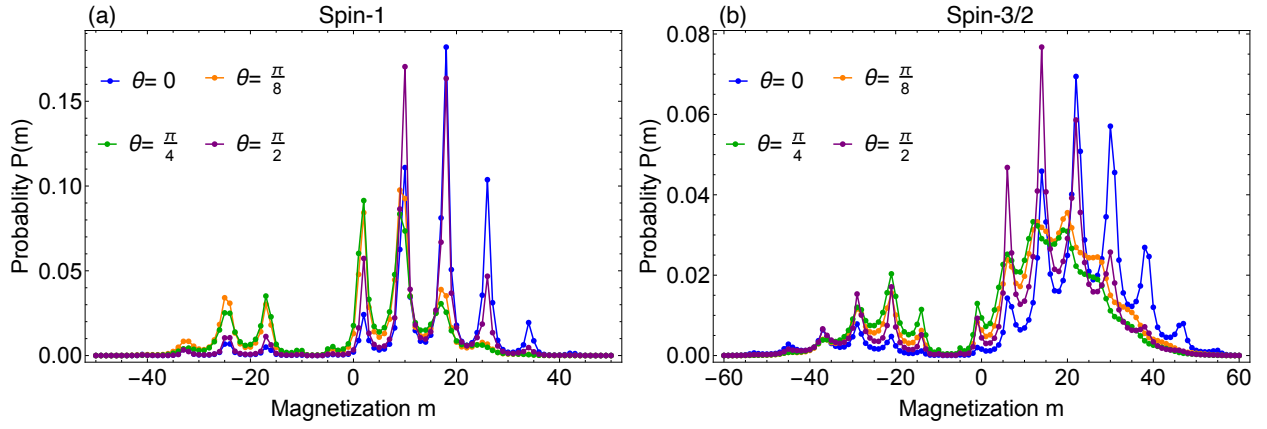 (a) Spin-1
Probablity P(m)
0.15
0.10
0.05
0.00
θ= 0
θ= π/8
θ= π/4
θ= π/2
−40 −20 0 20 40
Magnetization m
(b) Spin-3/2
Probablity P(m)
0.08
0.06
0.04
0.02
0.00
θ= 0
θ= π/8
θ= π/4
θ= π/2
−60 −40 −20 0 20 40 60
Magnetization m